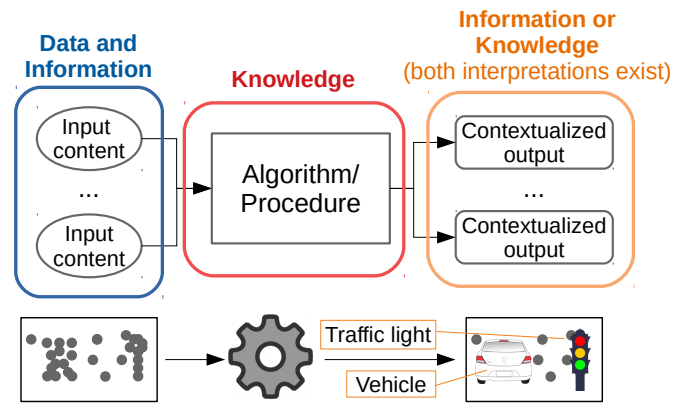 Data and
Information
Knowledge
Information or
Knowledge
(both interpretations exist)
Input
content
...
Input
content
Algorithm/
Procedure
Contextualized
output
...
Contextualized
output
Traffic light
Vehicle